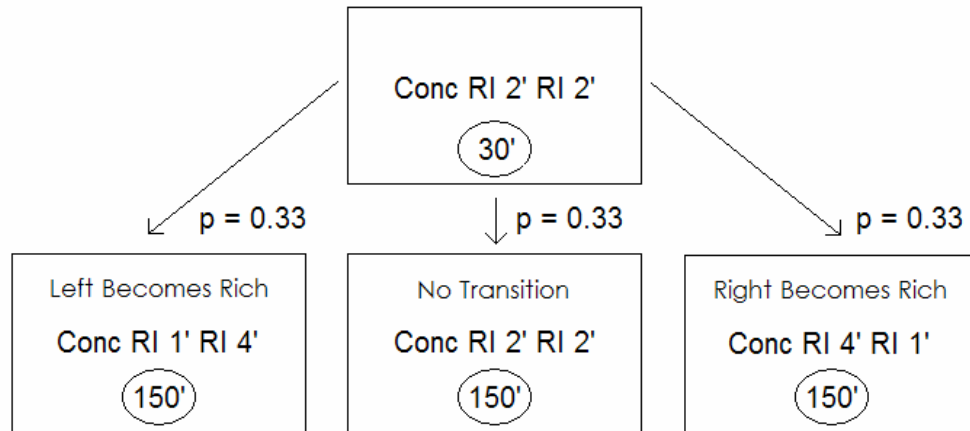 Conc RI 2' RI 2'
30'
p = 0.33
p = 0.33
p = 0.33
Left Becomes Rich
Conc RI 1' RI 4'
150'
No Transition
Conc RI 2' RI 2'
150'
Right Becomes Rich
Conc RI 4' RI 1'
150'